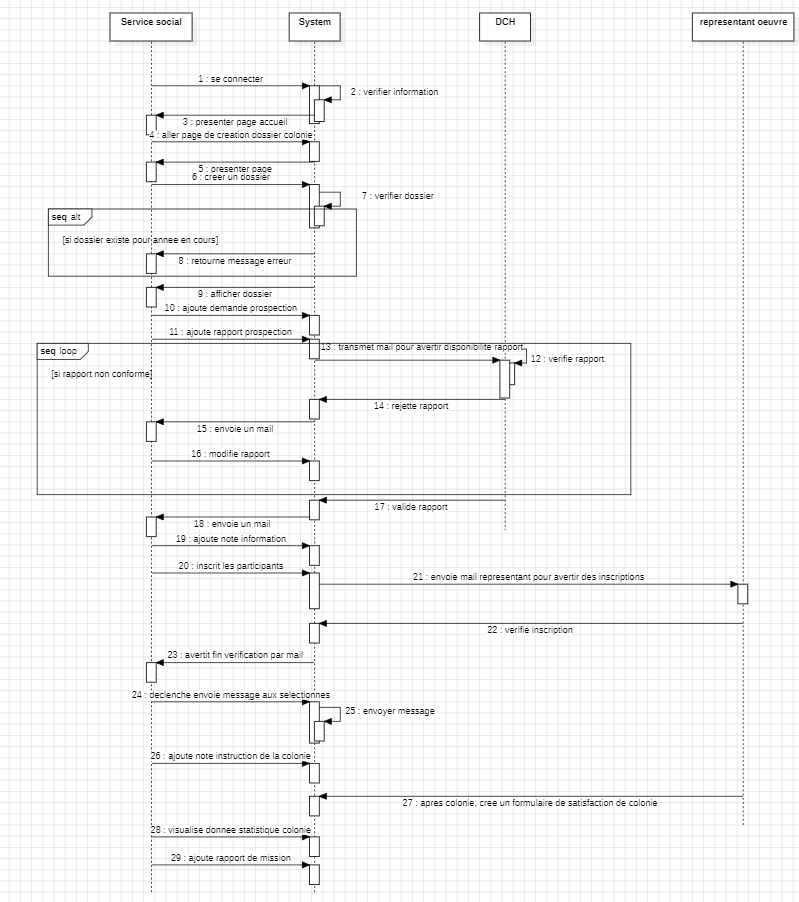 Service social
System
DCH
representant oeuvre
1 : se connecter
2 : verifier information
3 : presenter page accueil
4 : aller page de creation dossier colonie
5 : presenter page
6 : creer un dossier
7 : verifier dossier
seq alt
[si dossier existe pour annee en cours]
8 : retourne message erreur
9 : afficher dossier
10 : ajoute demande prospection
11 : ajoute rapport prospection
13 : transmet mail pour avertir disponibilite rapport
seq loop
12 : verifie rapport
[si rapport non conforme]
14 : rejette rapport
15 : envoie un mail
16 : modifie rapport
17 : valide rapport
18 : envoie un mail
19 : ajoute note information
20 : inscrit les participants
21 : envoie mail representant pour avertir des inscriptions
22 : verifie inscription
23 : avertit fin verification par mail
24 : declenche envoie message aux selectionnes
25 : envoyer message
26 : ajoute note instruction de la colonie
27 : apres colonie, cree un formulaire de satisfaction de colonie
28 : visualise donnee statistique colonie
29 : ajoute rapport de mission